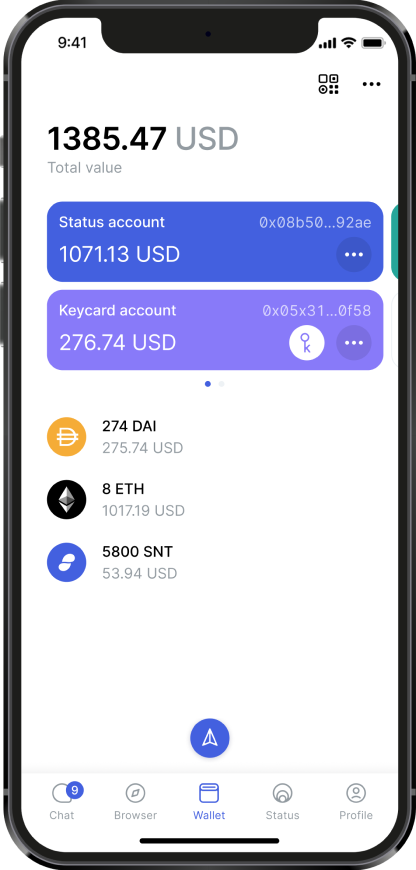 9:41
1385.47 USD
Total value
Status account 0x08b50...92ae
1071.13 USD
Keycard account 0x05x31...0f58
276.74 USD
274 DAI
275.74 USD
8 ETH
1017.19 USD
5800 SNT
53.94 USD
9
Chat Browser Wallet Status Profile